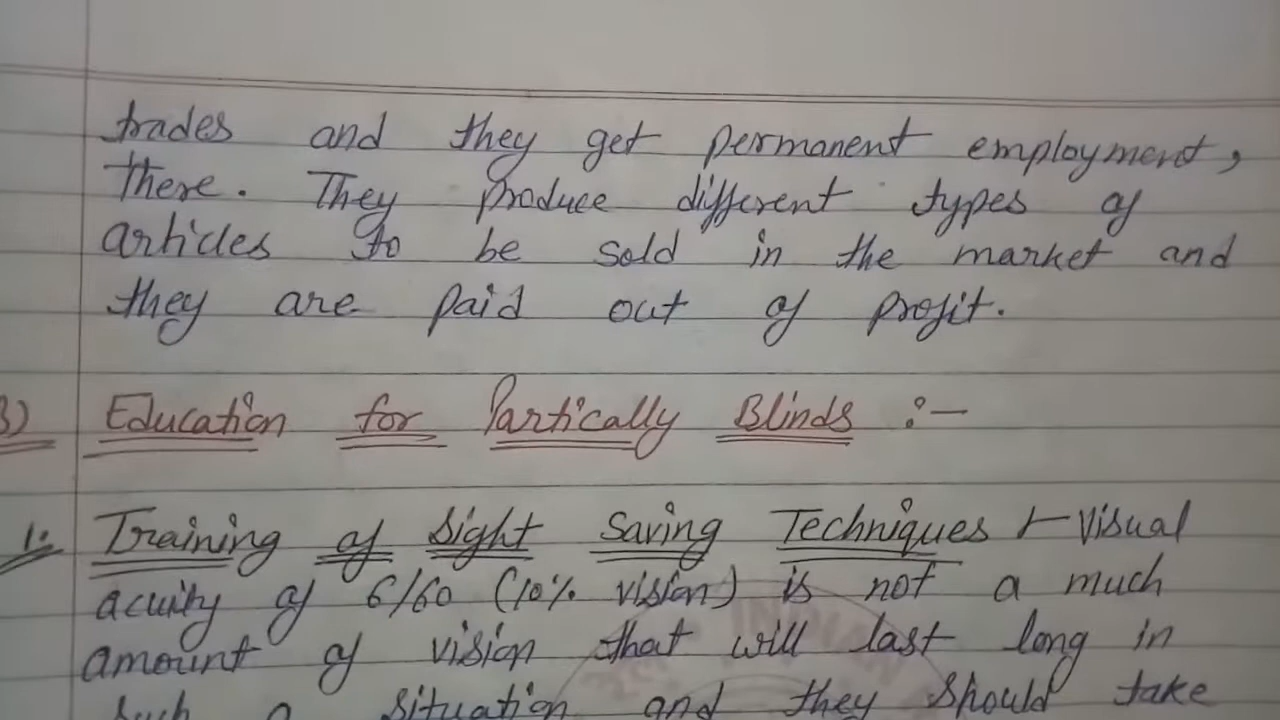 trades and they get permanent employment,
there. They produce different types of
articles to be sold in the market and
they are paid out of profit.
3) Education for Partically Blinds :-
1. Training of Sight Saving Techniques :- Visual
acuity of 6/60 (10% vision) is not a much
amount of vision that will last long in
such a situation and they should take